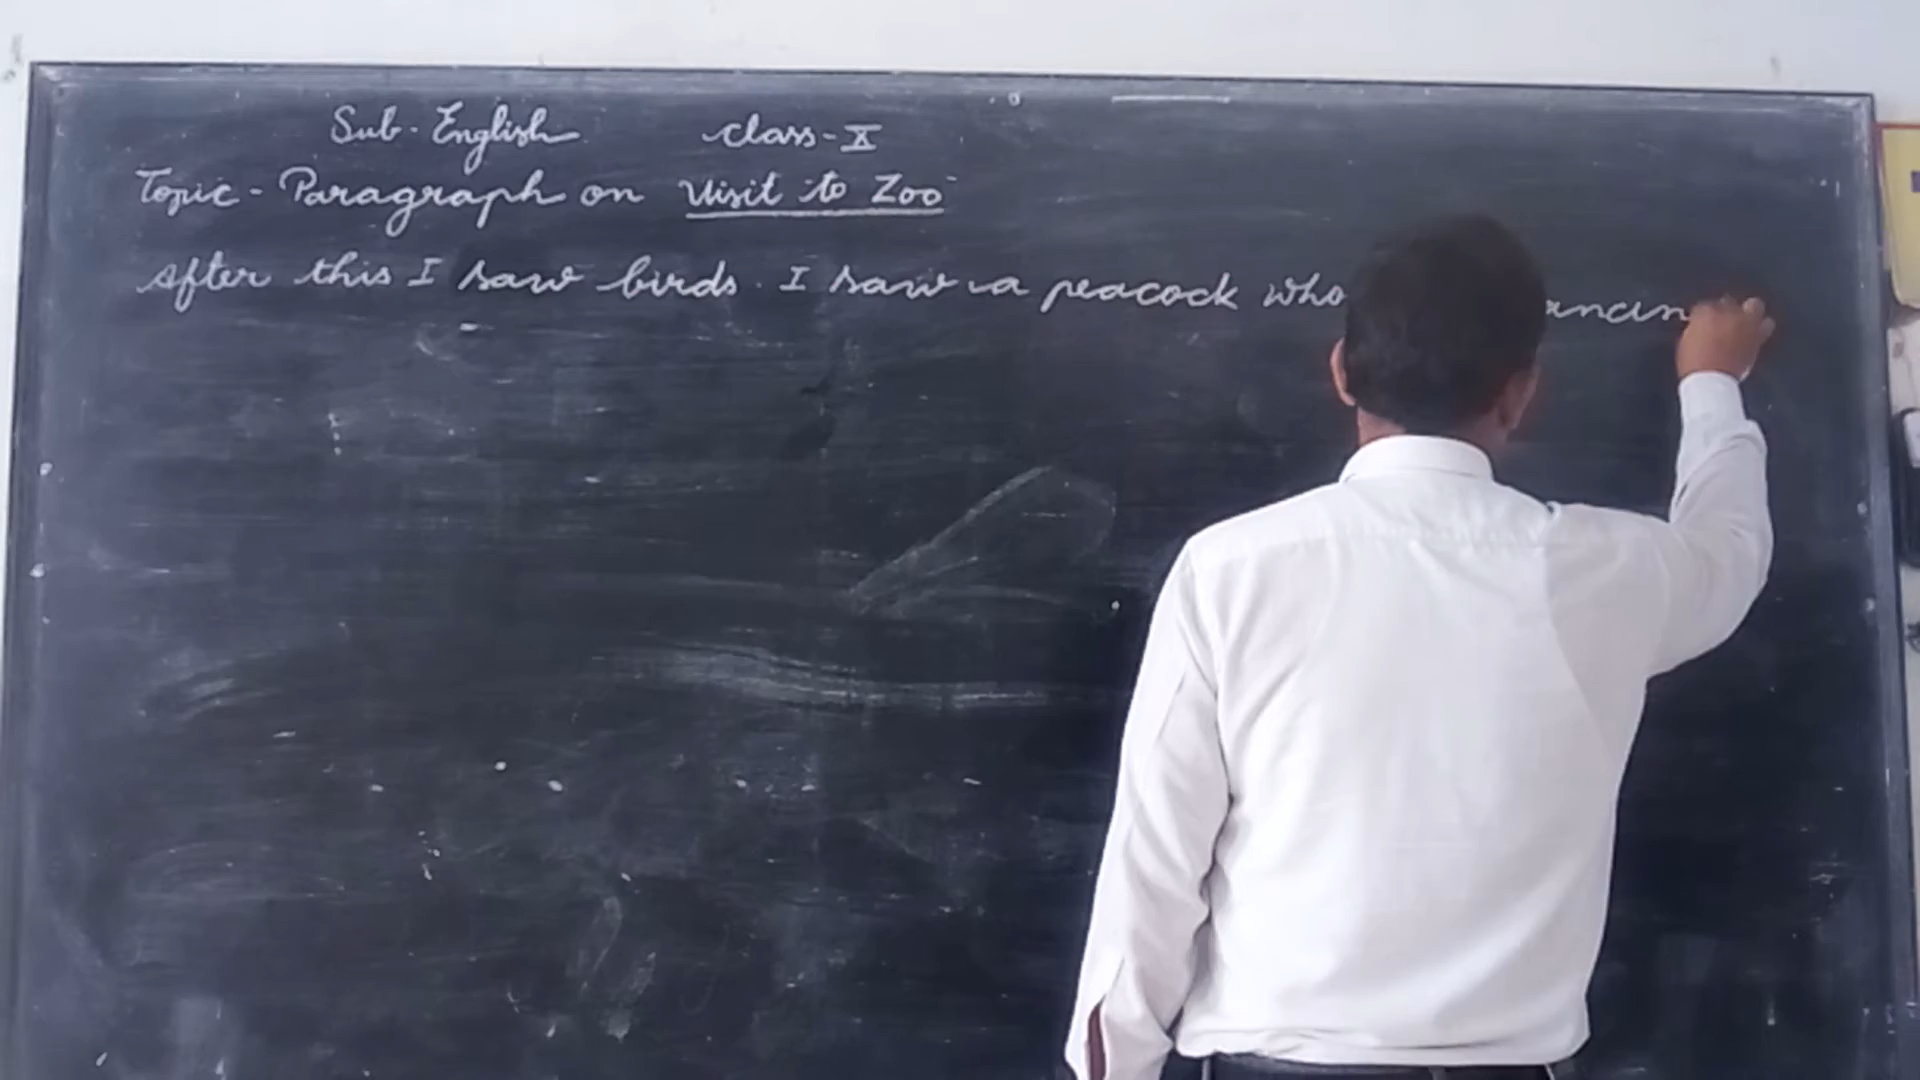 Sub. English class-X
Topic - Paragraph on Visit to Zoo
After this I saw birds. I saw a peacock who